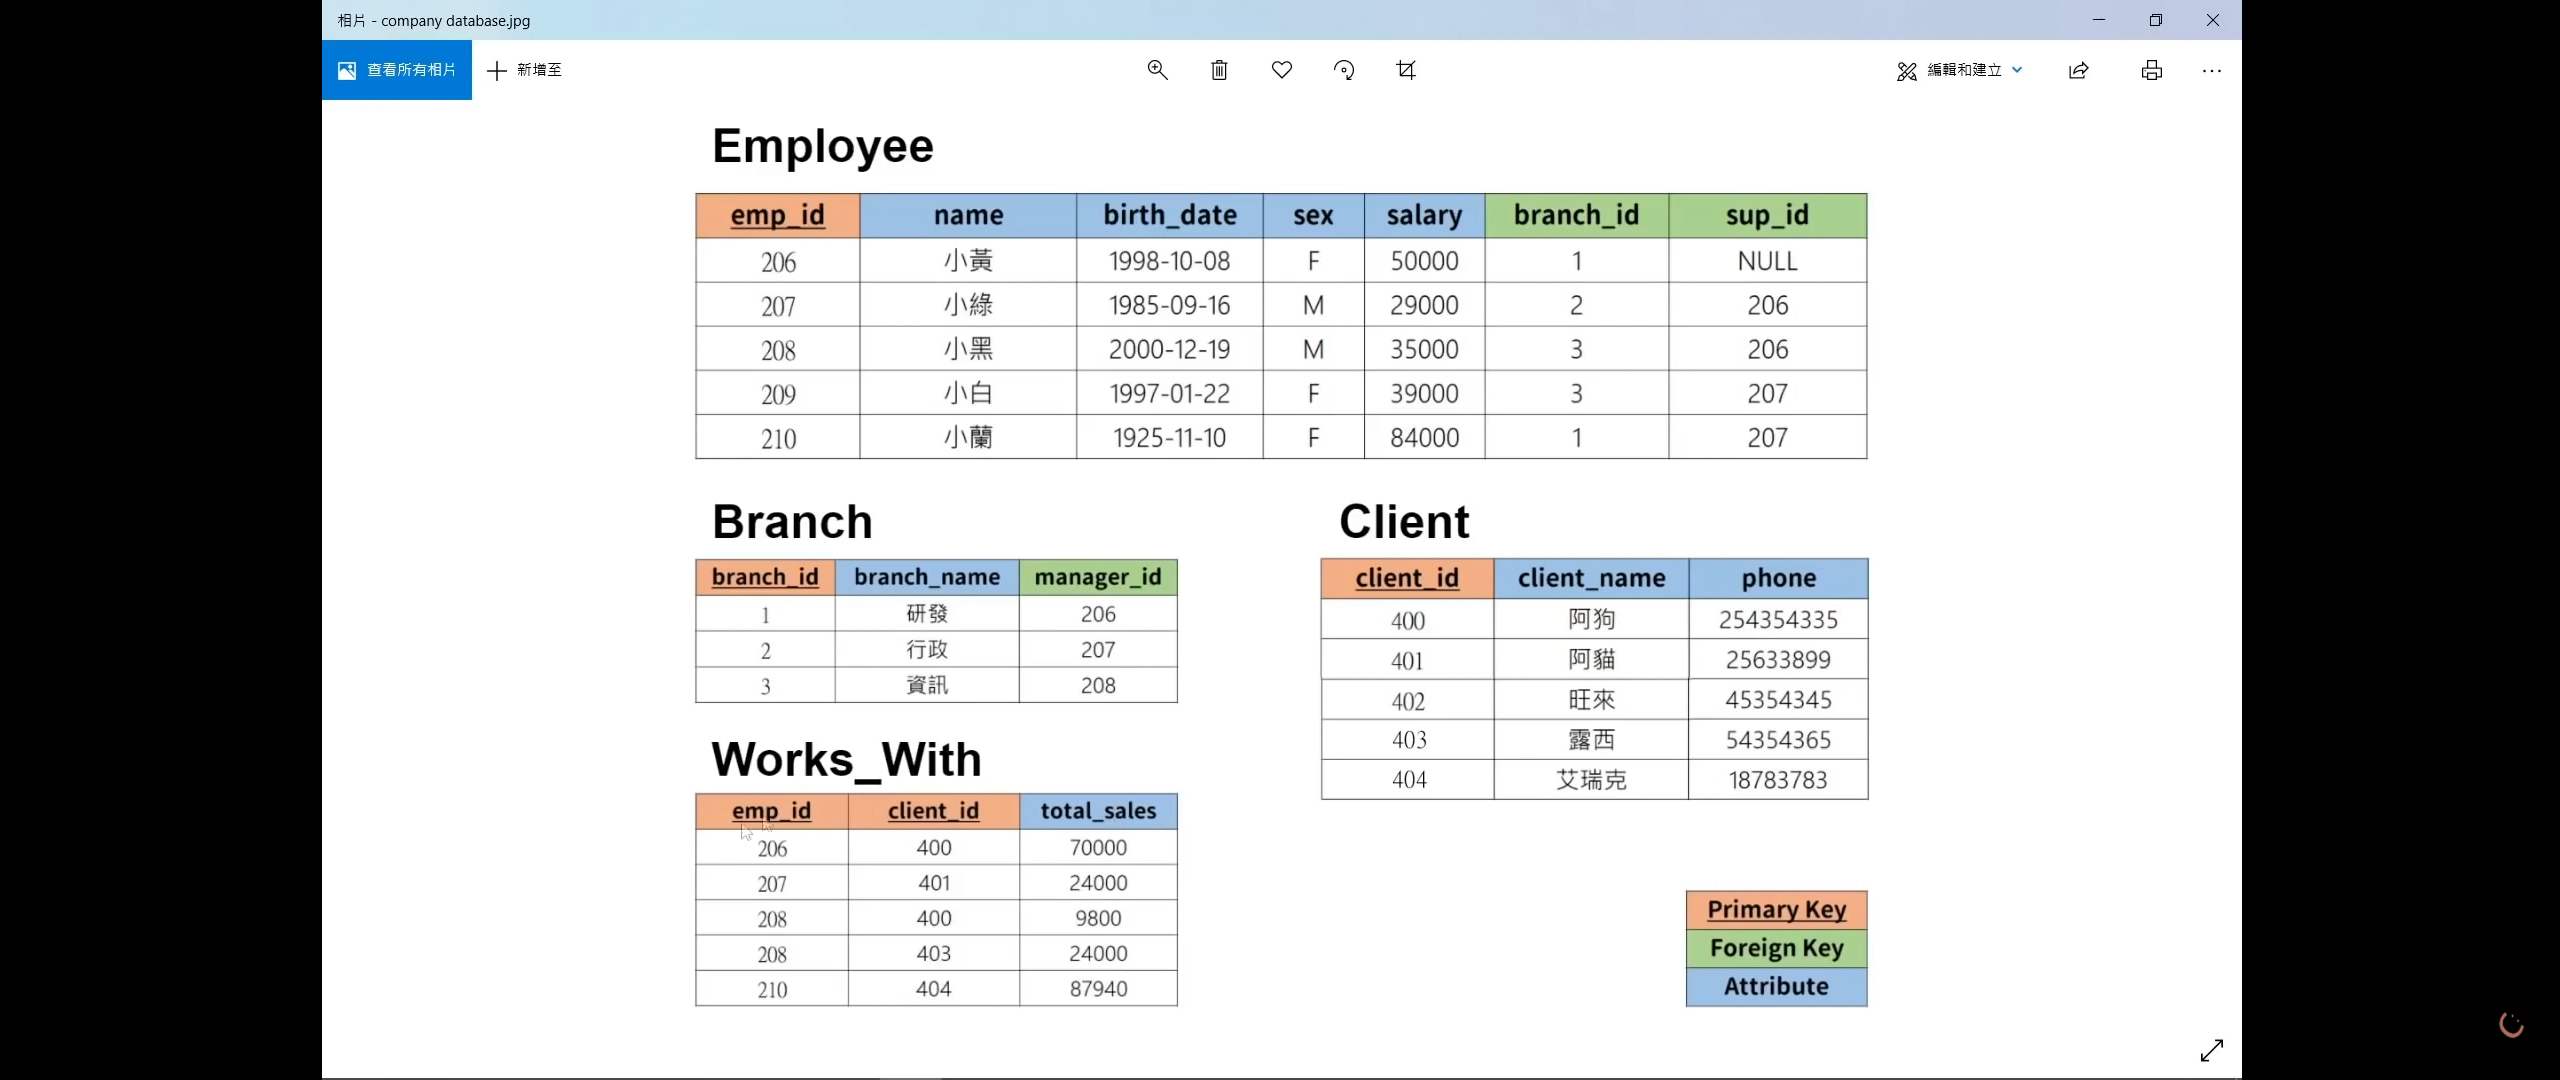 相片 - company database.jpg
查看所有相片 新增至 編輯和建立
Employee
emp_id name birth_date sex salary branch_id sup_id
206 小黃 1998-10-08 F 50000 1 NULL
207 小綠 1985-09-16 M 29000 2 206
208 小黑 2000-12-19 M 35000 3 206
209 小白 1997-01-22 F 39000 3 207
210 小蘭 1925-11-10 F 84000 1 207
Branch
branch_id branch_name manager_id
1 研發 206
2 行政 207
3 資訊 208
Client
client_id client_name phone
400 阿狗 254354335
401 阿貓 25633899
402 旺來 45354345
403 露西 54354365
404 艾瑞克 18783783
Works_With
emp_id client_id total_sales
206 400 70000
207 401 24000
208 400 9800
208 403 24000
210 404 87940
Primary Key
Foreign Key
Attribute